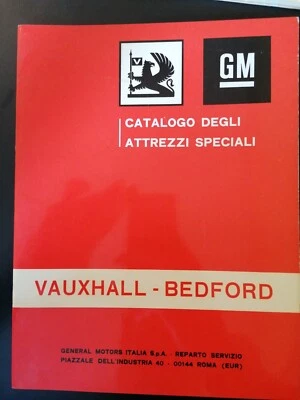 V
GM
CATALOGO DEGLI
ATTREZZI SPECIALI
VAUXHALL - BEDFORD
GENERAL MOTORS ITALIA S.p.A. - REPARTO SERVIZIO
PIAZZALE DELL'INDUSTRIA 40 - 00144 ROMA (EUR)